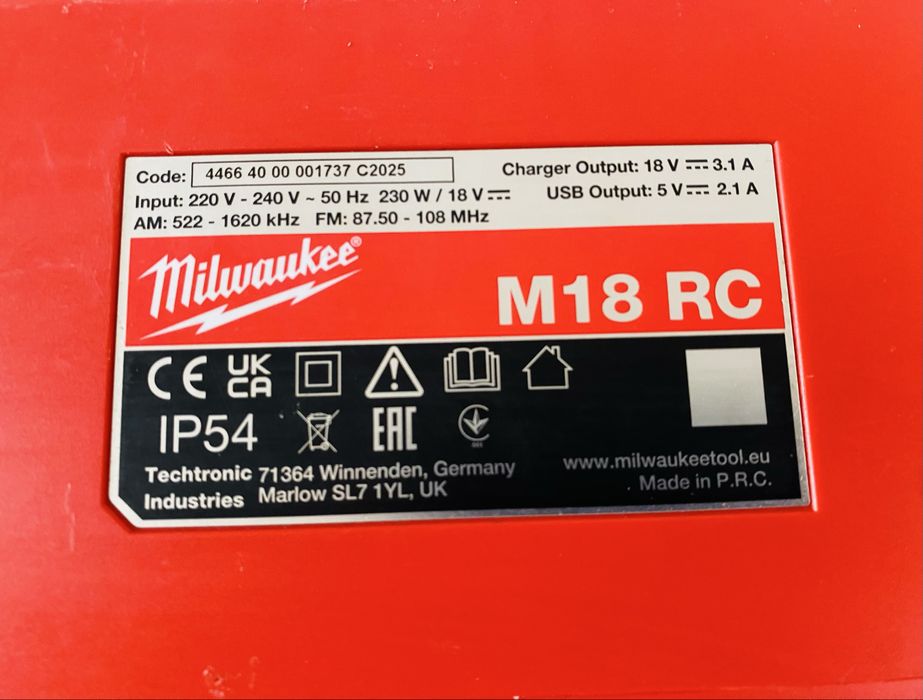 Code: 4466 40 00 001737 C2025
Input: 220 V - 240 V ~ 50 Hz 230 W / 18 V ⎓
AM: 522 - 1620 kHz FM: 87.50 - 108 MHz
Charger Output: 18 V ⎓ 3.1 A
USB Output: 5 V ⎓ 2.1 A
Milwaukee®
M18 RC
CE UK CA
IP54 EAC
Techtronic Industries
71364 Winnenden, Germany
Marlow SL7 1YL, UK
www.milwaukeetool.eu
Made in P.R.C.